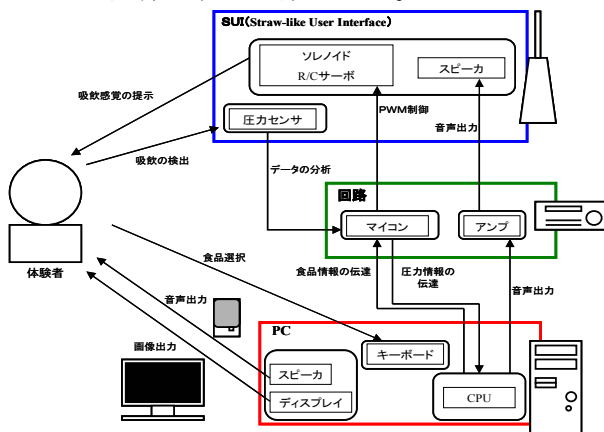 SUI(Straw-like User Interface)
ソレノイド
R/Cサーボ
スピーカ
吸飲感覚の提示
圧力センサ
PWM制御
音声出力
吸飲の検出
データの分析
回路
マイコン
アンプ
体験者
食品選択
食品情報の伝達
圧力情報の
伝達
音声出力
音声出力
PC
画像出力
キーボード
スピーカ
ディスプレイ
CPU